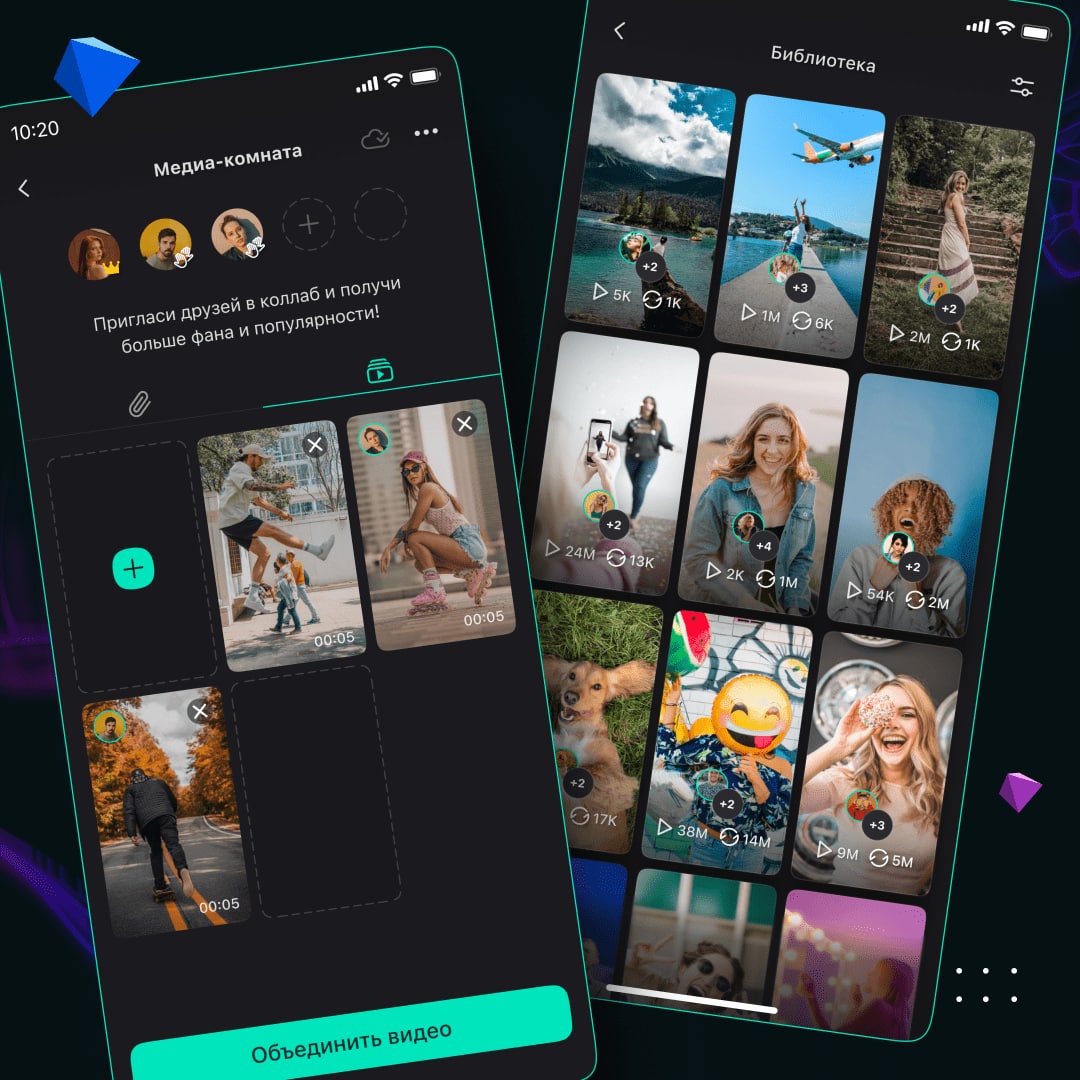 10:20
Медиа-комната
Пригласи друзей в коллаб и получи
больше фана и популярности!
00:05
00:05
00:05
Объединить видео
Библиотека
+2
5K 1K
+3
1M 6K
+2
2M 1K
+2
24M 13K
+4
2K 1M
+2
54K 2M
+2
17K
+2
38M 14M
+3
9M 5M